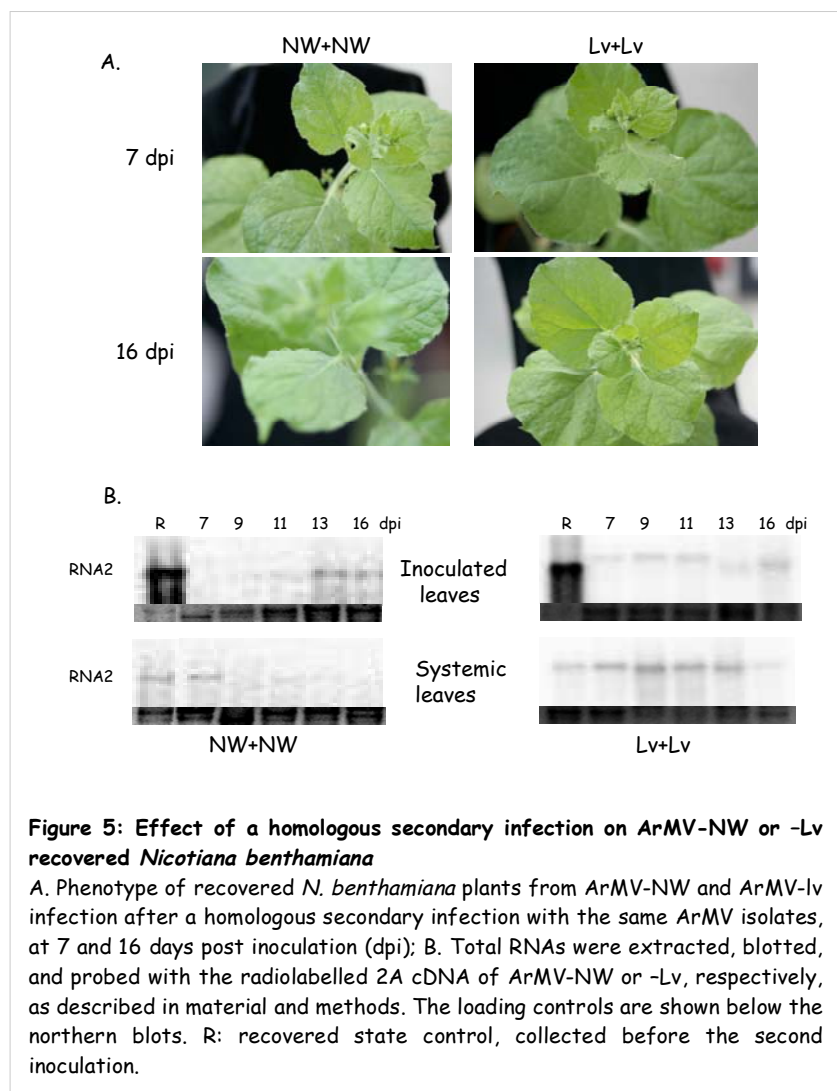 NW+NW Lv+Lv
A.
7 dpi
16 dpi
B.
R 7 9 11 13 16 dpi R 7 9 11 13 16 dpi
RNA2 Inoculated
leaves
RNA2 Systemic
leaves
NW+NW Lv+Lv
Figure 5: Effect of a homologous secondary infection on ArMV-NW or –Lv
recovered Nicotiana benthamiana
A. Phenotype of recovered N. benthamiana plants from ArMV-NW and ArMV-lv
infection after a homologous secondary infection with the same ArMV isolates,
at 7 and 16 days post inoculation (dpi); B. Total RNAs were extracted, blotted,
and probed with the radiolabelled 2A cDNA of ArMV-NW or –Lv, respectively,
as described in material and methods. The loading controls are shown below the
northern blots. R: recovered state control, collected before the second
inoculation.